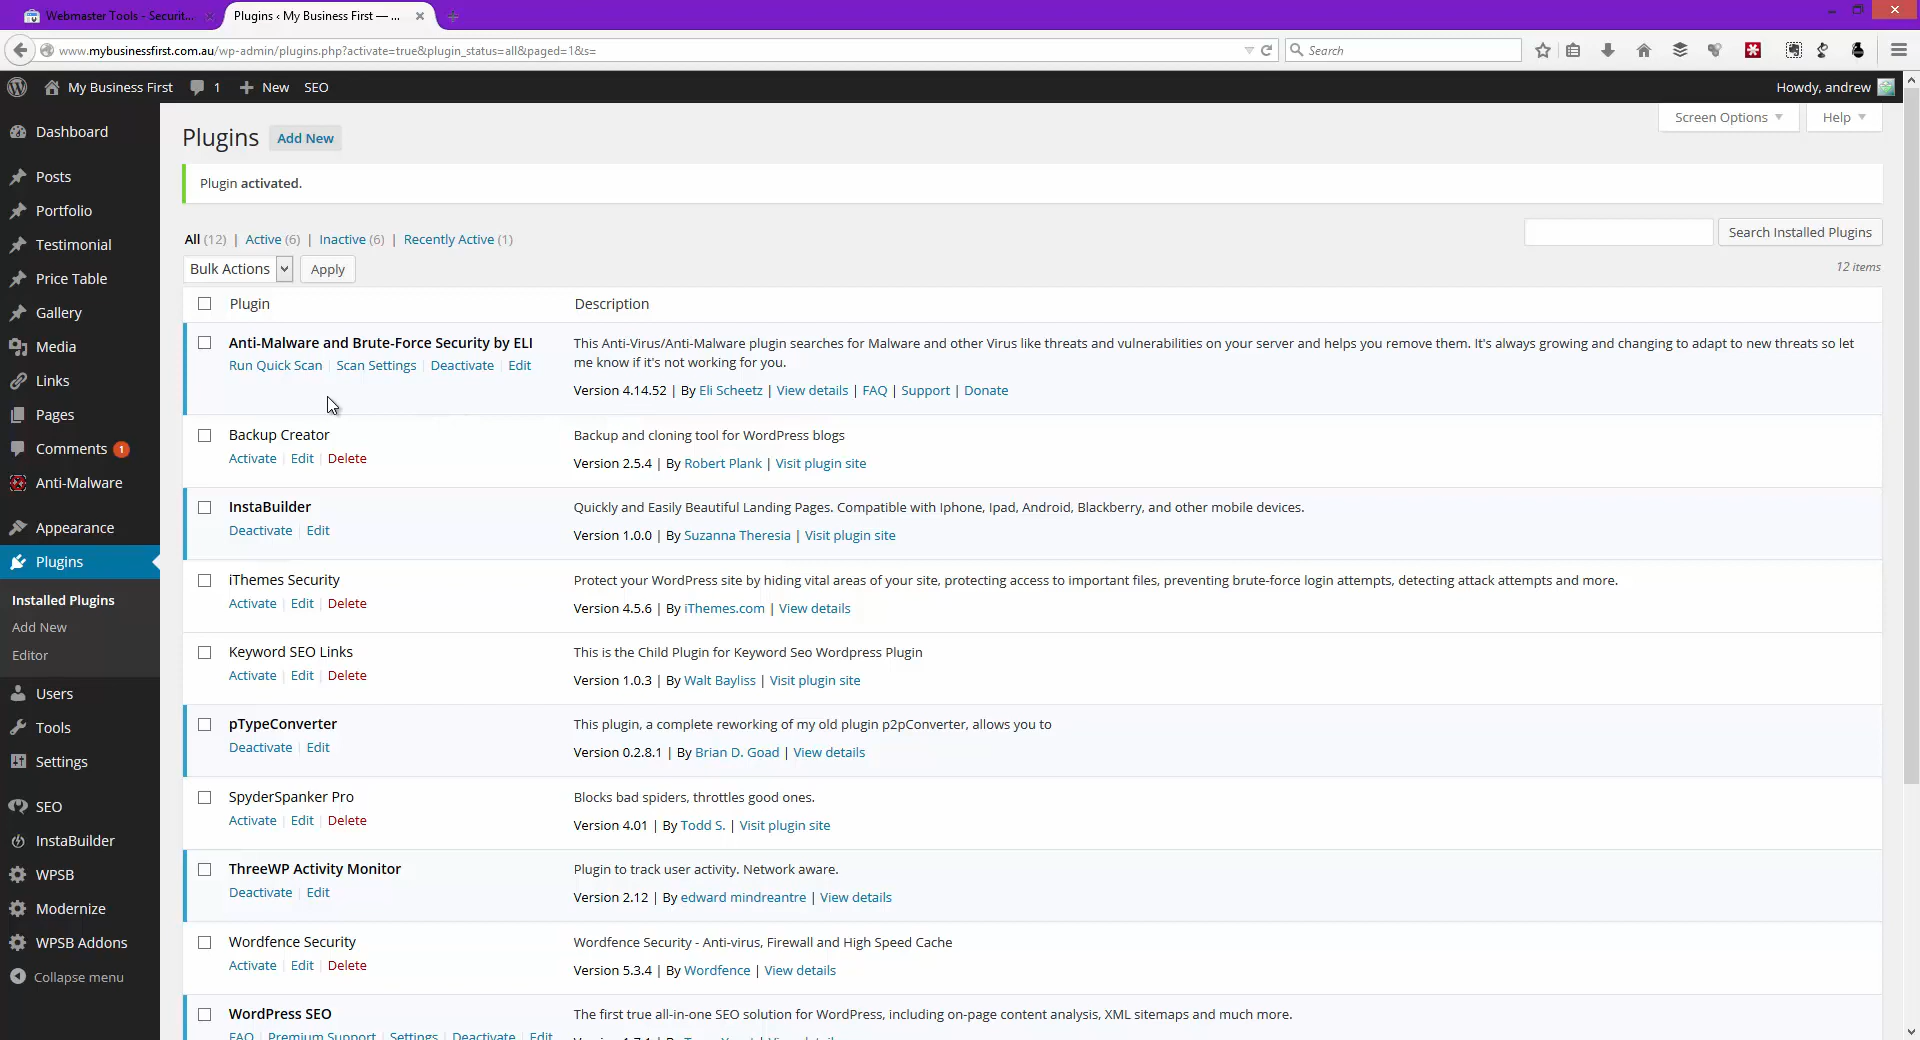 Webmaster Tools - Securit...
Plugins ‹ My Business First — ...
www.mybusinessfirst.com.au/wp-admin/plugins.php?activate=true&plugin_status=all&paged=1&s=
Search
My Business First
1
New
SEO
Howdy, andrew
Dashboard
Posts
Portfolio
Testimonial
Price Table
Gallery
Media
Links
Pages
Comments 1
Anti-Malware
Appearance
Plugins
Installed Plugins
Add New
Editor
Users
Tools
Settings
SEO
InstaBuilder
WPSB
Modernize
WPSB Addons
Collapse menu
Screen Options
Help
Plugins Add New
Plugin activated.
All (12) | Active (6) | Inactive (6) | Recently Active (1)
Search Installed Plugins
Bulk Actions Apply
12 items
Plugin Description
Anti-Malware and Brute-Force Security by ELI
Run Quick Scan | Scan Settings | Deactivate | Edit
This Anti-Virus/Anti-Malware plugin searches for Malware and other Virus like threats and vulnerabilities on your server and helps you remove them. It's always growing and changing to adapt to new threats so let
me know if it's not working for you.
Version 4.14.52 | By Eli Scheetz | View details | FAQ | Support | Donate
Backup Creator
Activate | Edit | Delete
Backup and cloning tool for WordPress blogs
Version 2.5.4 | By Robert Plank | Visit plugin site
InstaBuilder
Deactivate | Edit
Quickly and Easily Beautiful Landing Pages. Compatible with Iphone, Ipad, Android, Blackberry, and other mobile devices.
Version 1.0.0 | By Suzanna Theresia | Visit plugin site
iThemes Security
Activate | Edit | Delete
Protect your WordPress site by hiding vital areas of your site, protecting access to important files, preventing brute-force login attempts, detecting attack attempts and more.
Version 4.5.6 | By iThemes.com | View details
Keyword SEO Links
Activate | Edit | Delete
This is the Child Plugin for Keyword Seo Wordpress Plugin
Version 1.0.3 | By Walt Bayliss | Visit plugin site
pTypeConverter
Deactivate | Edit
This plugin, a complete reworking of my old plugin p2pConverter, allows you to
Version 0.2.8.1 | By Brian D. Goad | View details
SpyderSpanker Pro
Activate | Edit | Delete
Blocks bad spiders, throttles good ones.
Version 4.01 | By Todd S. | Visit plugin site
ThreeWP Activity Monitor
Deactivate | Edit
Plugin to track user activity. Network aware.
Version 2.12 | By edward mindreantre | View details
Wordfence Security
Activate | Edit | Delete
Wordfence Security - Anti-virus, Firewall and High Speed Cache
Version 5.3.4 | By Wordfence | View details
WordPress SEO
FAQ | Premium Support | Settings | Deactivate | Edit
The first true all-in-one SEO solution for WordPress, including on-page content analysis, XML sitemaps and much more.